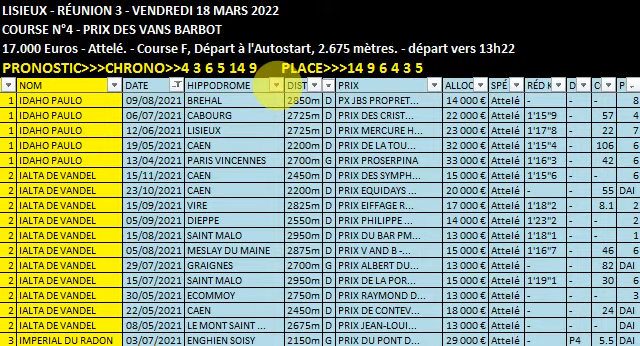 LISIEUX - RÉUNION 3 - VENDREDI 18 MARS 2022
COURSE N°4 - PRIX DES VANS BARBOT
17.000 Euros - Attelé. - Course F, Départ à l'Autostart, 2.675 mètres. - départ vers 13h22
PRONOSTIC>>>CHRONO>>4 3 6 5 14 9 PLACE>>>14 9 6 4 3 5
NOM DATE HIPPODROME DIST PRIX ALLOC SPÉ RÉD K D C P
1 IDAHO PAULO 09/08/2021 BREHAL 2850m D PX JBS PROPRET... 14 000 € Attelé - - 8
1 IDAHO PAULO 06/07/2021 CABOURG 2725m D PRIX DES CRIST... 22 000 € Attelé 1'15"9 - 57 4
1 IDAHO PAULO 12/06/2021 LISIEUX 2725m D PRIX MERCURE H... 23 000 € Attelé 1'17"8 - 22 7
1 IDAHO PAULO 19/05/2021 CAEN 2200m D PRIX DE LA TOU... 32 000 € Attelé 1'15"4 - 106 6
1 IDAHO PAULO 13/04/2021 PARIS VINCENNES 2700m G PRIX PROSERPINA 33 000 € Attelé 1'16"3 - 42 6
2 IALTA DE VANDEL 15/11/2021 CAEN 2450m D PRIX DES SYMPH... 21 000 € Attelé 1'15"6 - - 6
2 IALTA DE VANDEL 23/10/2021 CAEN 2200m D PRIX EQUIDAYS ... 20 000 € Attelé - - 55 DAI
2 IALTA DE VANDEL 15/09/2021 VIRE 2825m D PRIX EIFFAGE R... 17 000 € Attelé 1'18"2 - 8.1 2
2 IALTA DE VANDEL 05/09/2021 DIEPPE 2550m D PRIX PHILIPPE ... 14 000 € Attelé 1'23"2 - - 2
2 IALTA DE VANDEL 15/08/2021 SAINT MALO 2950m D PRIX DU BAR PM... 13 000 € Attelé 1'18"1 - - 1
2 IALTA DE VANDEL 05/08/2021 MESLAY DU MAINE 2875m D PRIX V AND B -... 15 000 € Attelé 1'16"7 - 46 6
2 IALTA DE VANDEL 29/07/2021 GRAIGNES 2700m G PRIX ALBERT DU... 13 000 € Attelé - - 82 DAI
2 IALTA DE VANDEL 15/07/2021 SAINT MALO 2950m D PRIX DE LA POR... 15 000 € Attelé 1'19"1 - 30 6
2 IALTA DE VANDEL 30/05/2021 ECOMMOY 2750m D PRIX RAYMOND D... 13 000 € Attelé - - - DAI
2 IALTA DE VANDEL 22/05/2021 CAEN 2450m D PRIX DE CONTEV... 18 000 € Attelé - - 24 DAI
2 IALTA DE VANDEL 08/05/2021 LE MONT SAINT ... 2675m D PRIX JEAN-LOUI... 13 000 € Attelé - - - DAI
3 IMPERIAL DU RADON 03/07/2021 ENGHIEN SOISY 2150m G PRIX DU PONT D... 29 000 € Attelé - P4 5.5 DAI